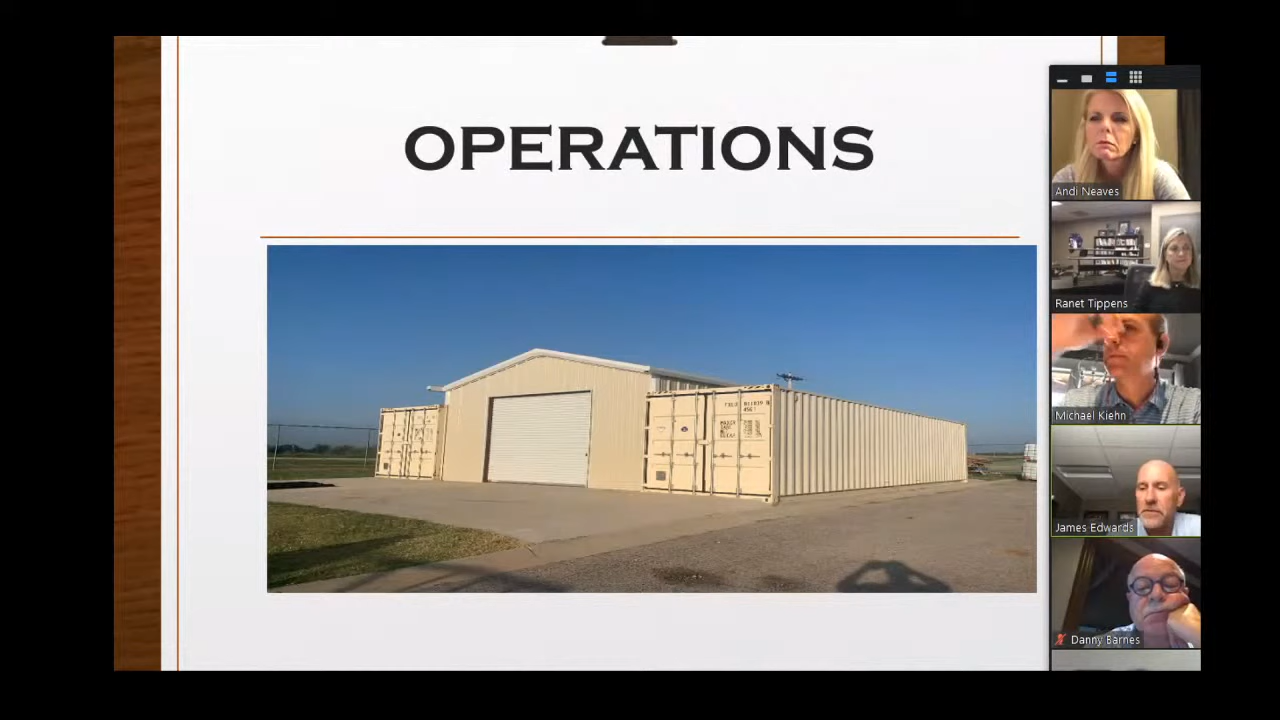 OPERATIONS
Andi Neaves
Ranet Tippens
Michael Kiehn
James Edwards
Danny Barnes